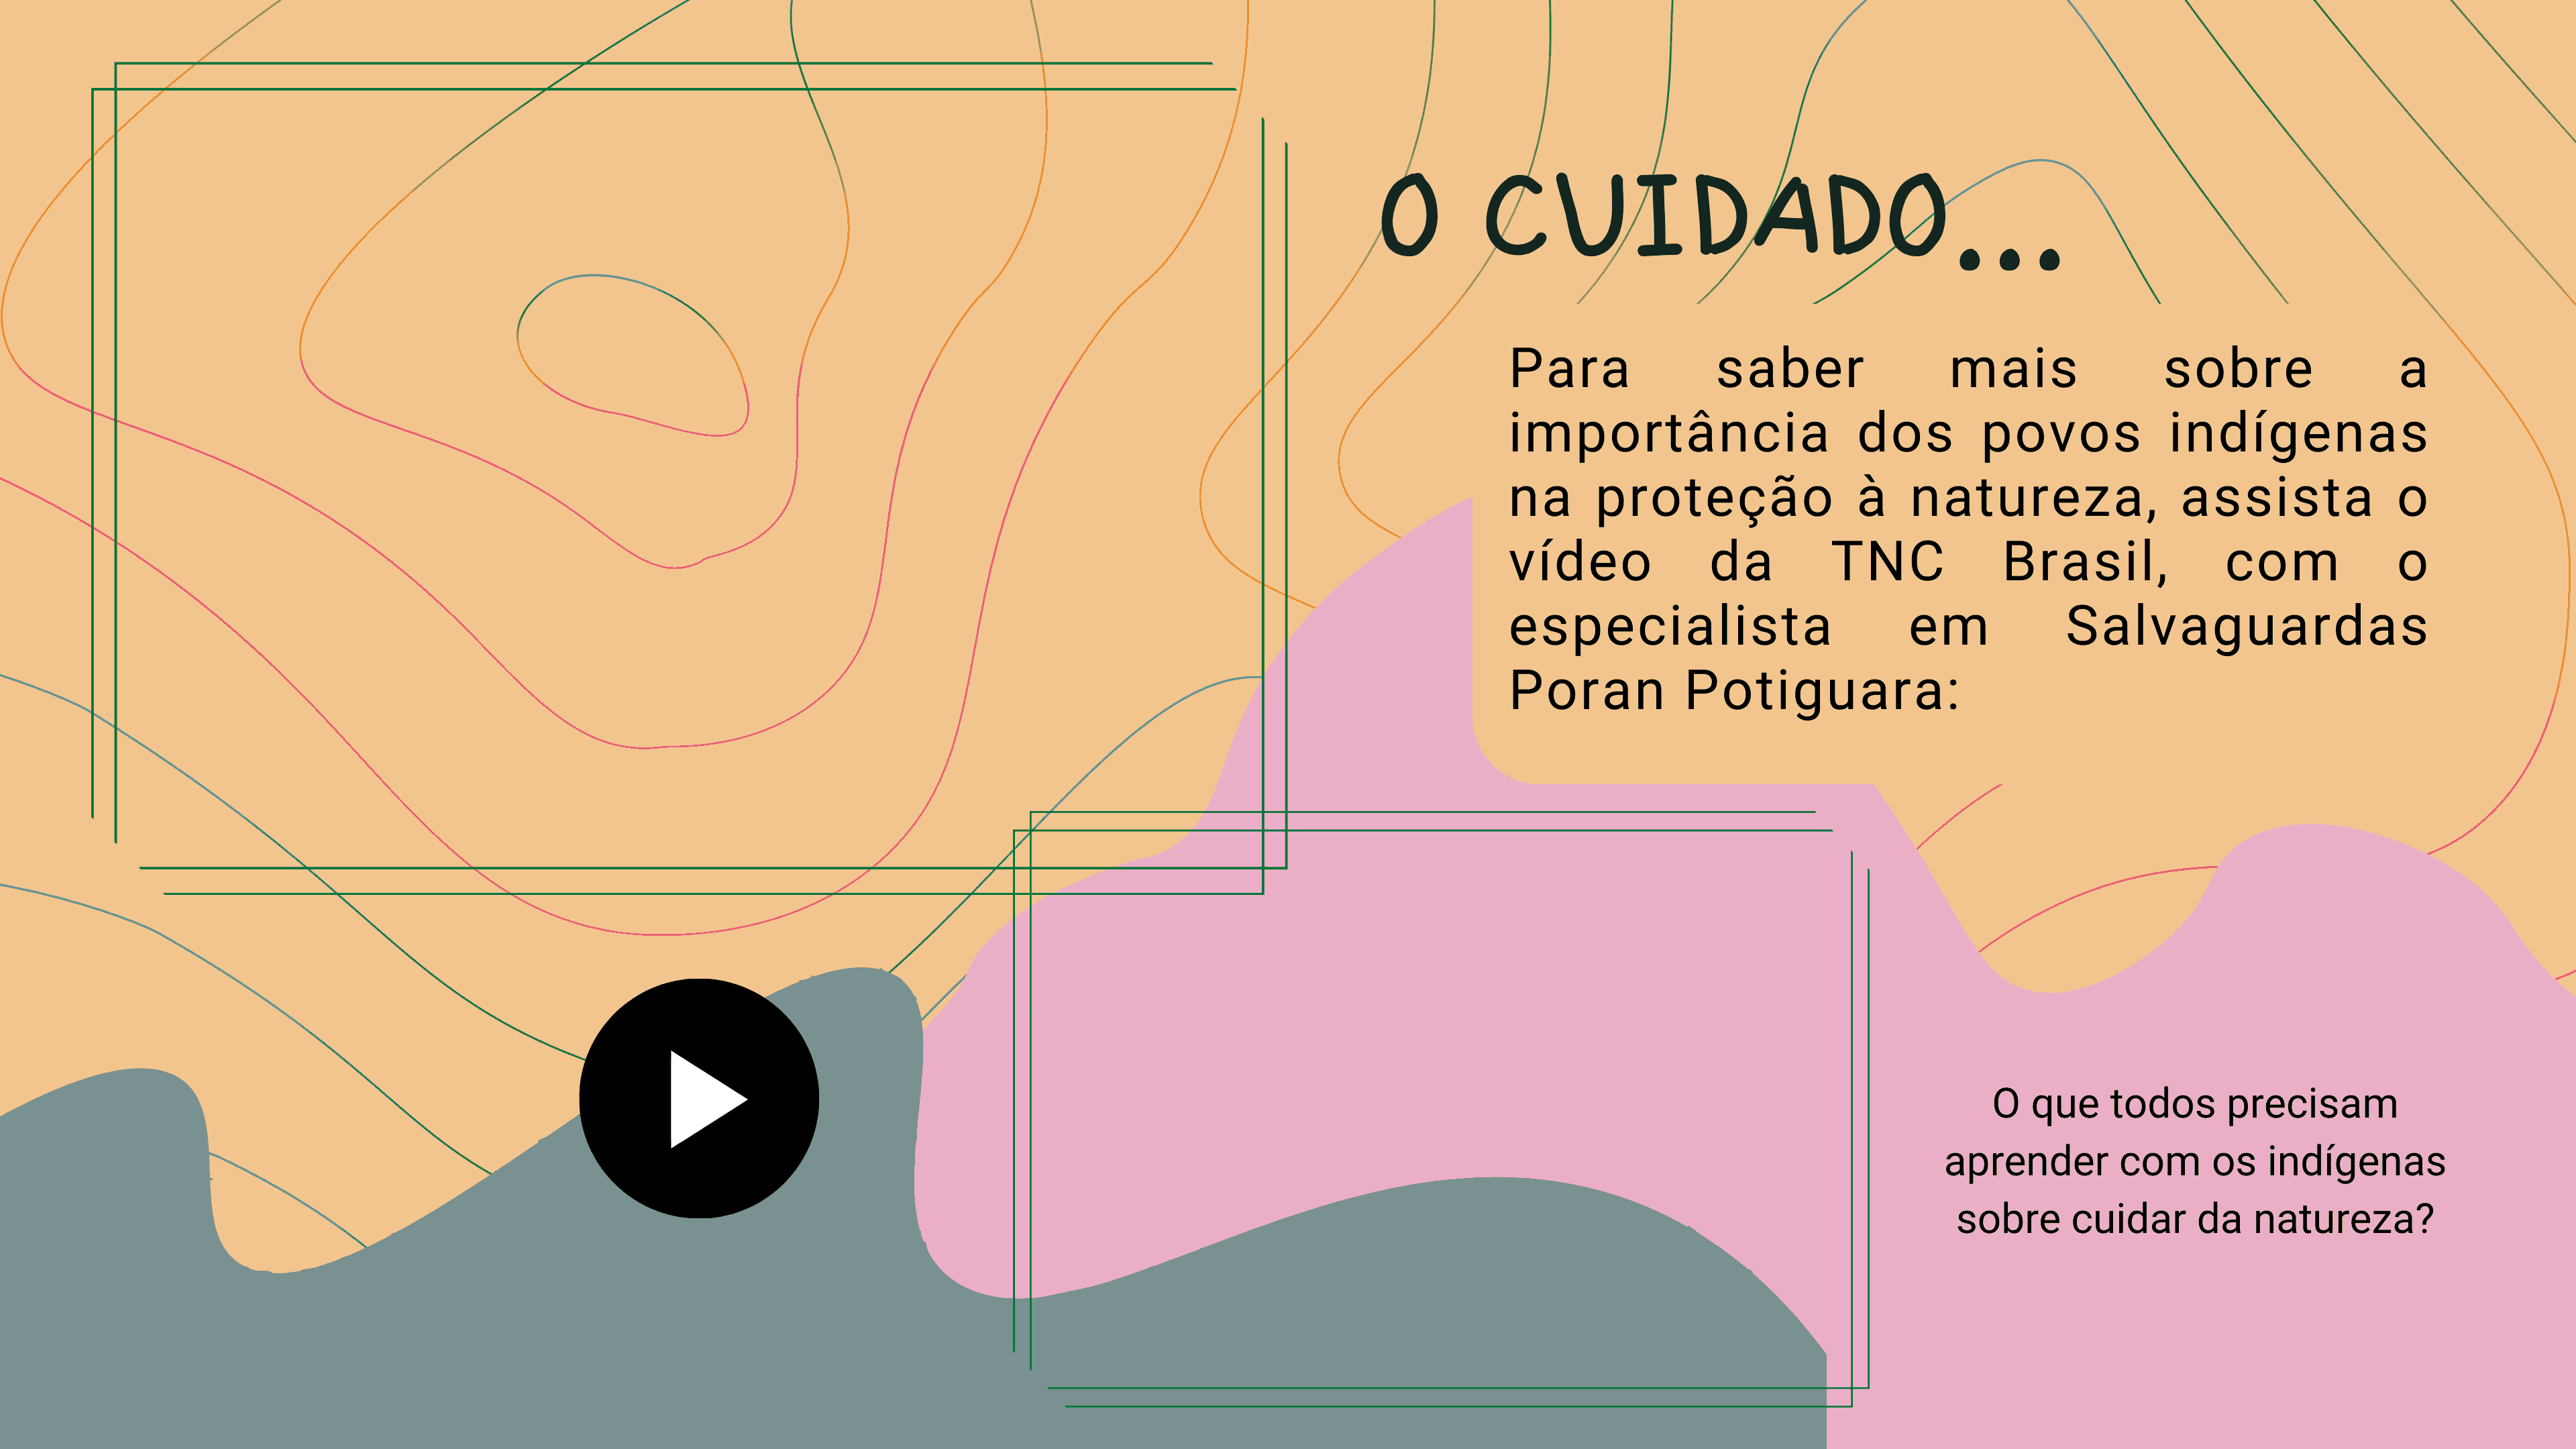 O CUIDADO...
Para saber mais sobre a
importância dos povos indígenas
na proteção à natureza, assista o
vídeo da TNC Brasil, com o
especialista em Salvaguardas
Poran Potiguara:
O que todos precisam
aprender com os indígenas
sobre cuidar da natureza?